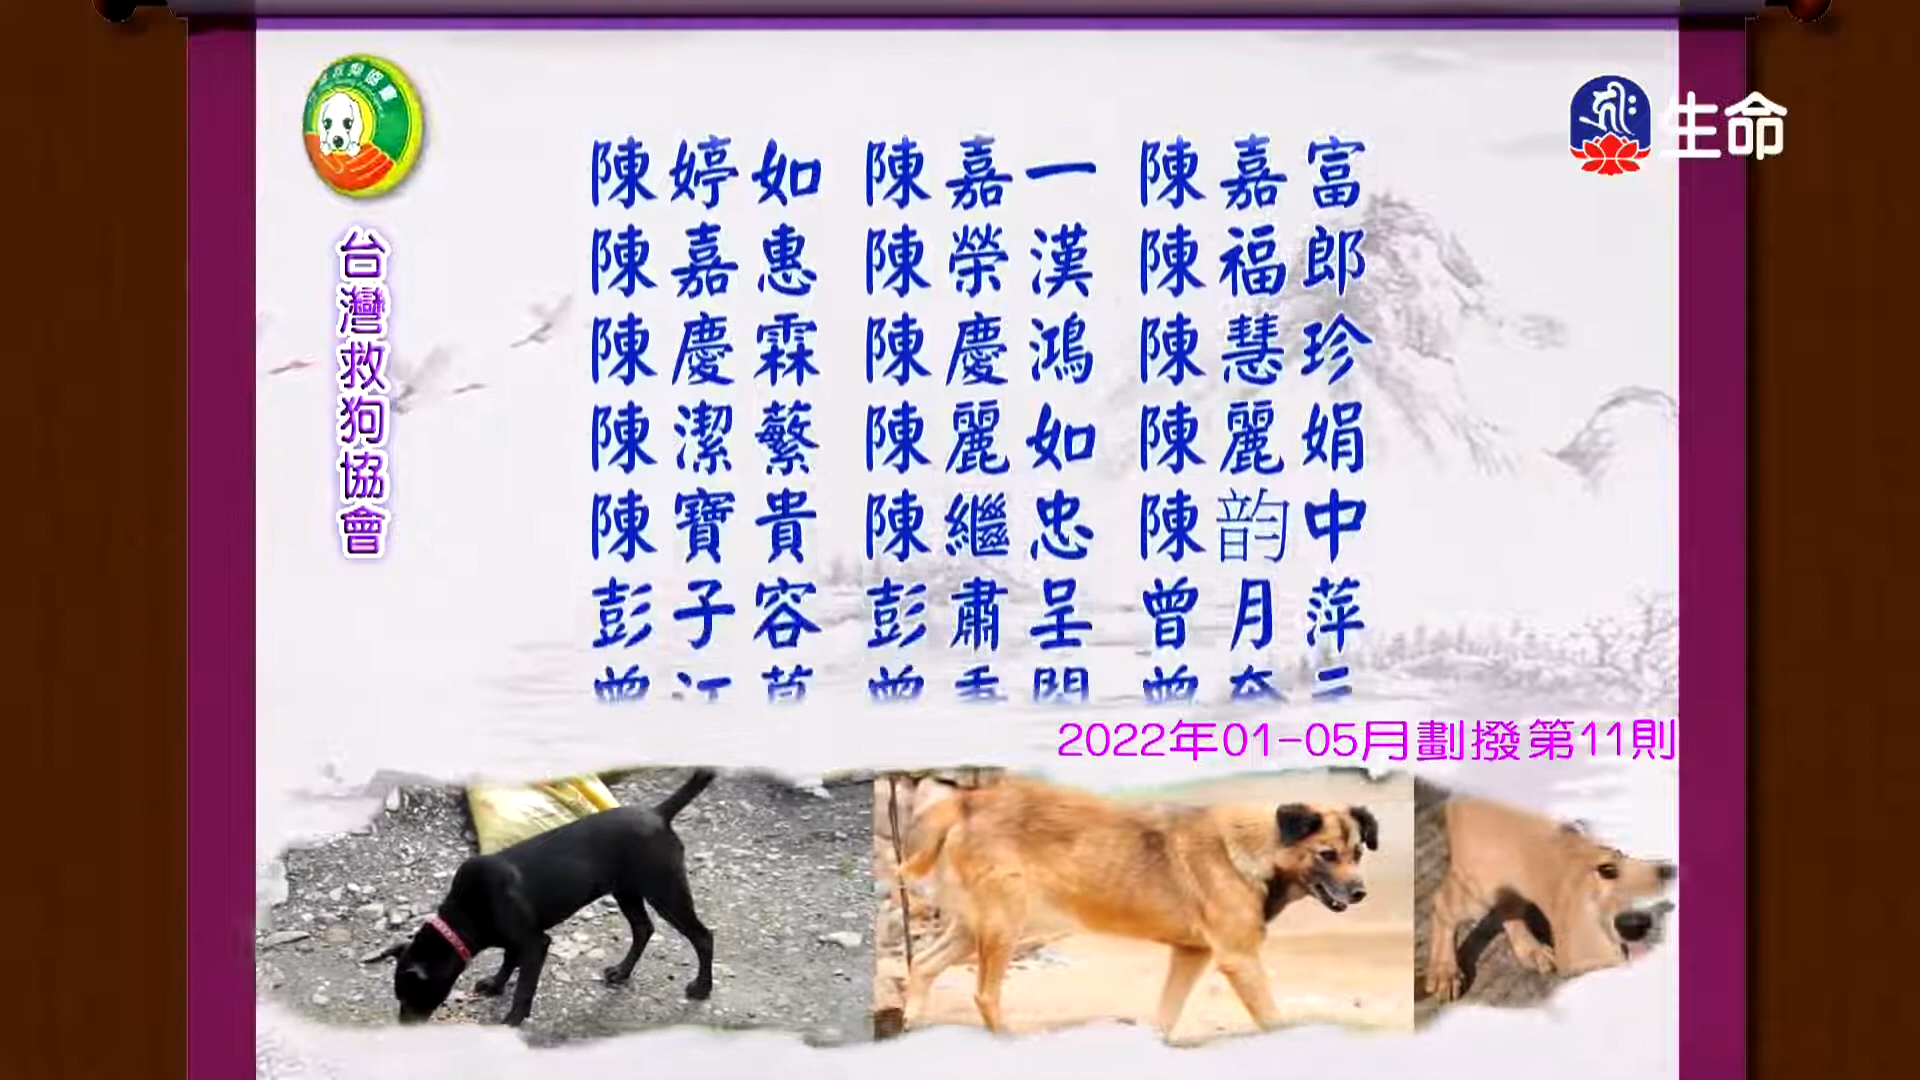 生命
台灣救狗協會
陳婷如 陳嘉一 陳嘉富
陳嘉惠 陳榮漢 陳福郎
陳慶霖 陳慶鴻 陳慧珍
陳潔蘩 陳麗如 陳麗娟
陳寶貴 陳繼忠 陳韵中
彭子容 彭肅呈 曾月萍
2022年01-05月劃撥第11則